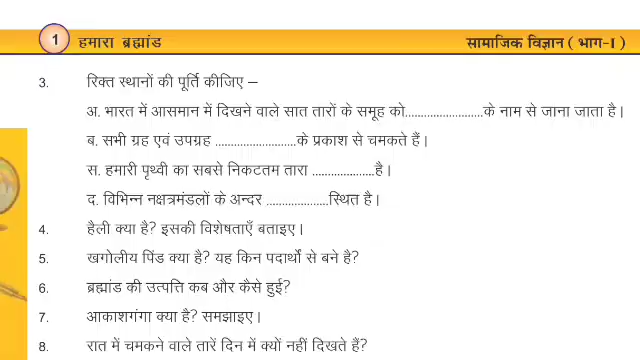 1 हमारा ब्रह्मांड सामाजिक विज्ञान ( भाग-I )
3. रिक्त स्थानों की पूर्ति कीजिए –
अ. भारत में आसमान में दिखने वाले सात तारों के समूह को........................के नाम से जाना जाता है।
ब. सभी ग्रह एवं उपग्रह .........................के प्रकाश से चमकते हैं।
स. हमारी पृथ्वी का सबसे निकटतम तारा ...................है।
द. विभिन्न नक्षत्रमंडलों के अन्दर ...................स्थित है।
4. हैली क्या है? इसकी विशेषताएँ बताइए।
5. खगोलीय पिंड क्या है? यह किन पदार्थो से बने है?
6. ब्रह्मांड की उत्पत्ति कब और कैसे हुई?
7. आकाशगंगा क्या है? समझाइए।
8. रात में चमकने वाले तारें दिन में क्यों नहीं दिखते हैं?